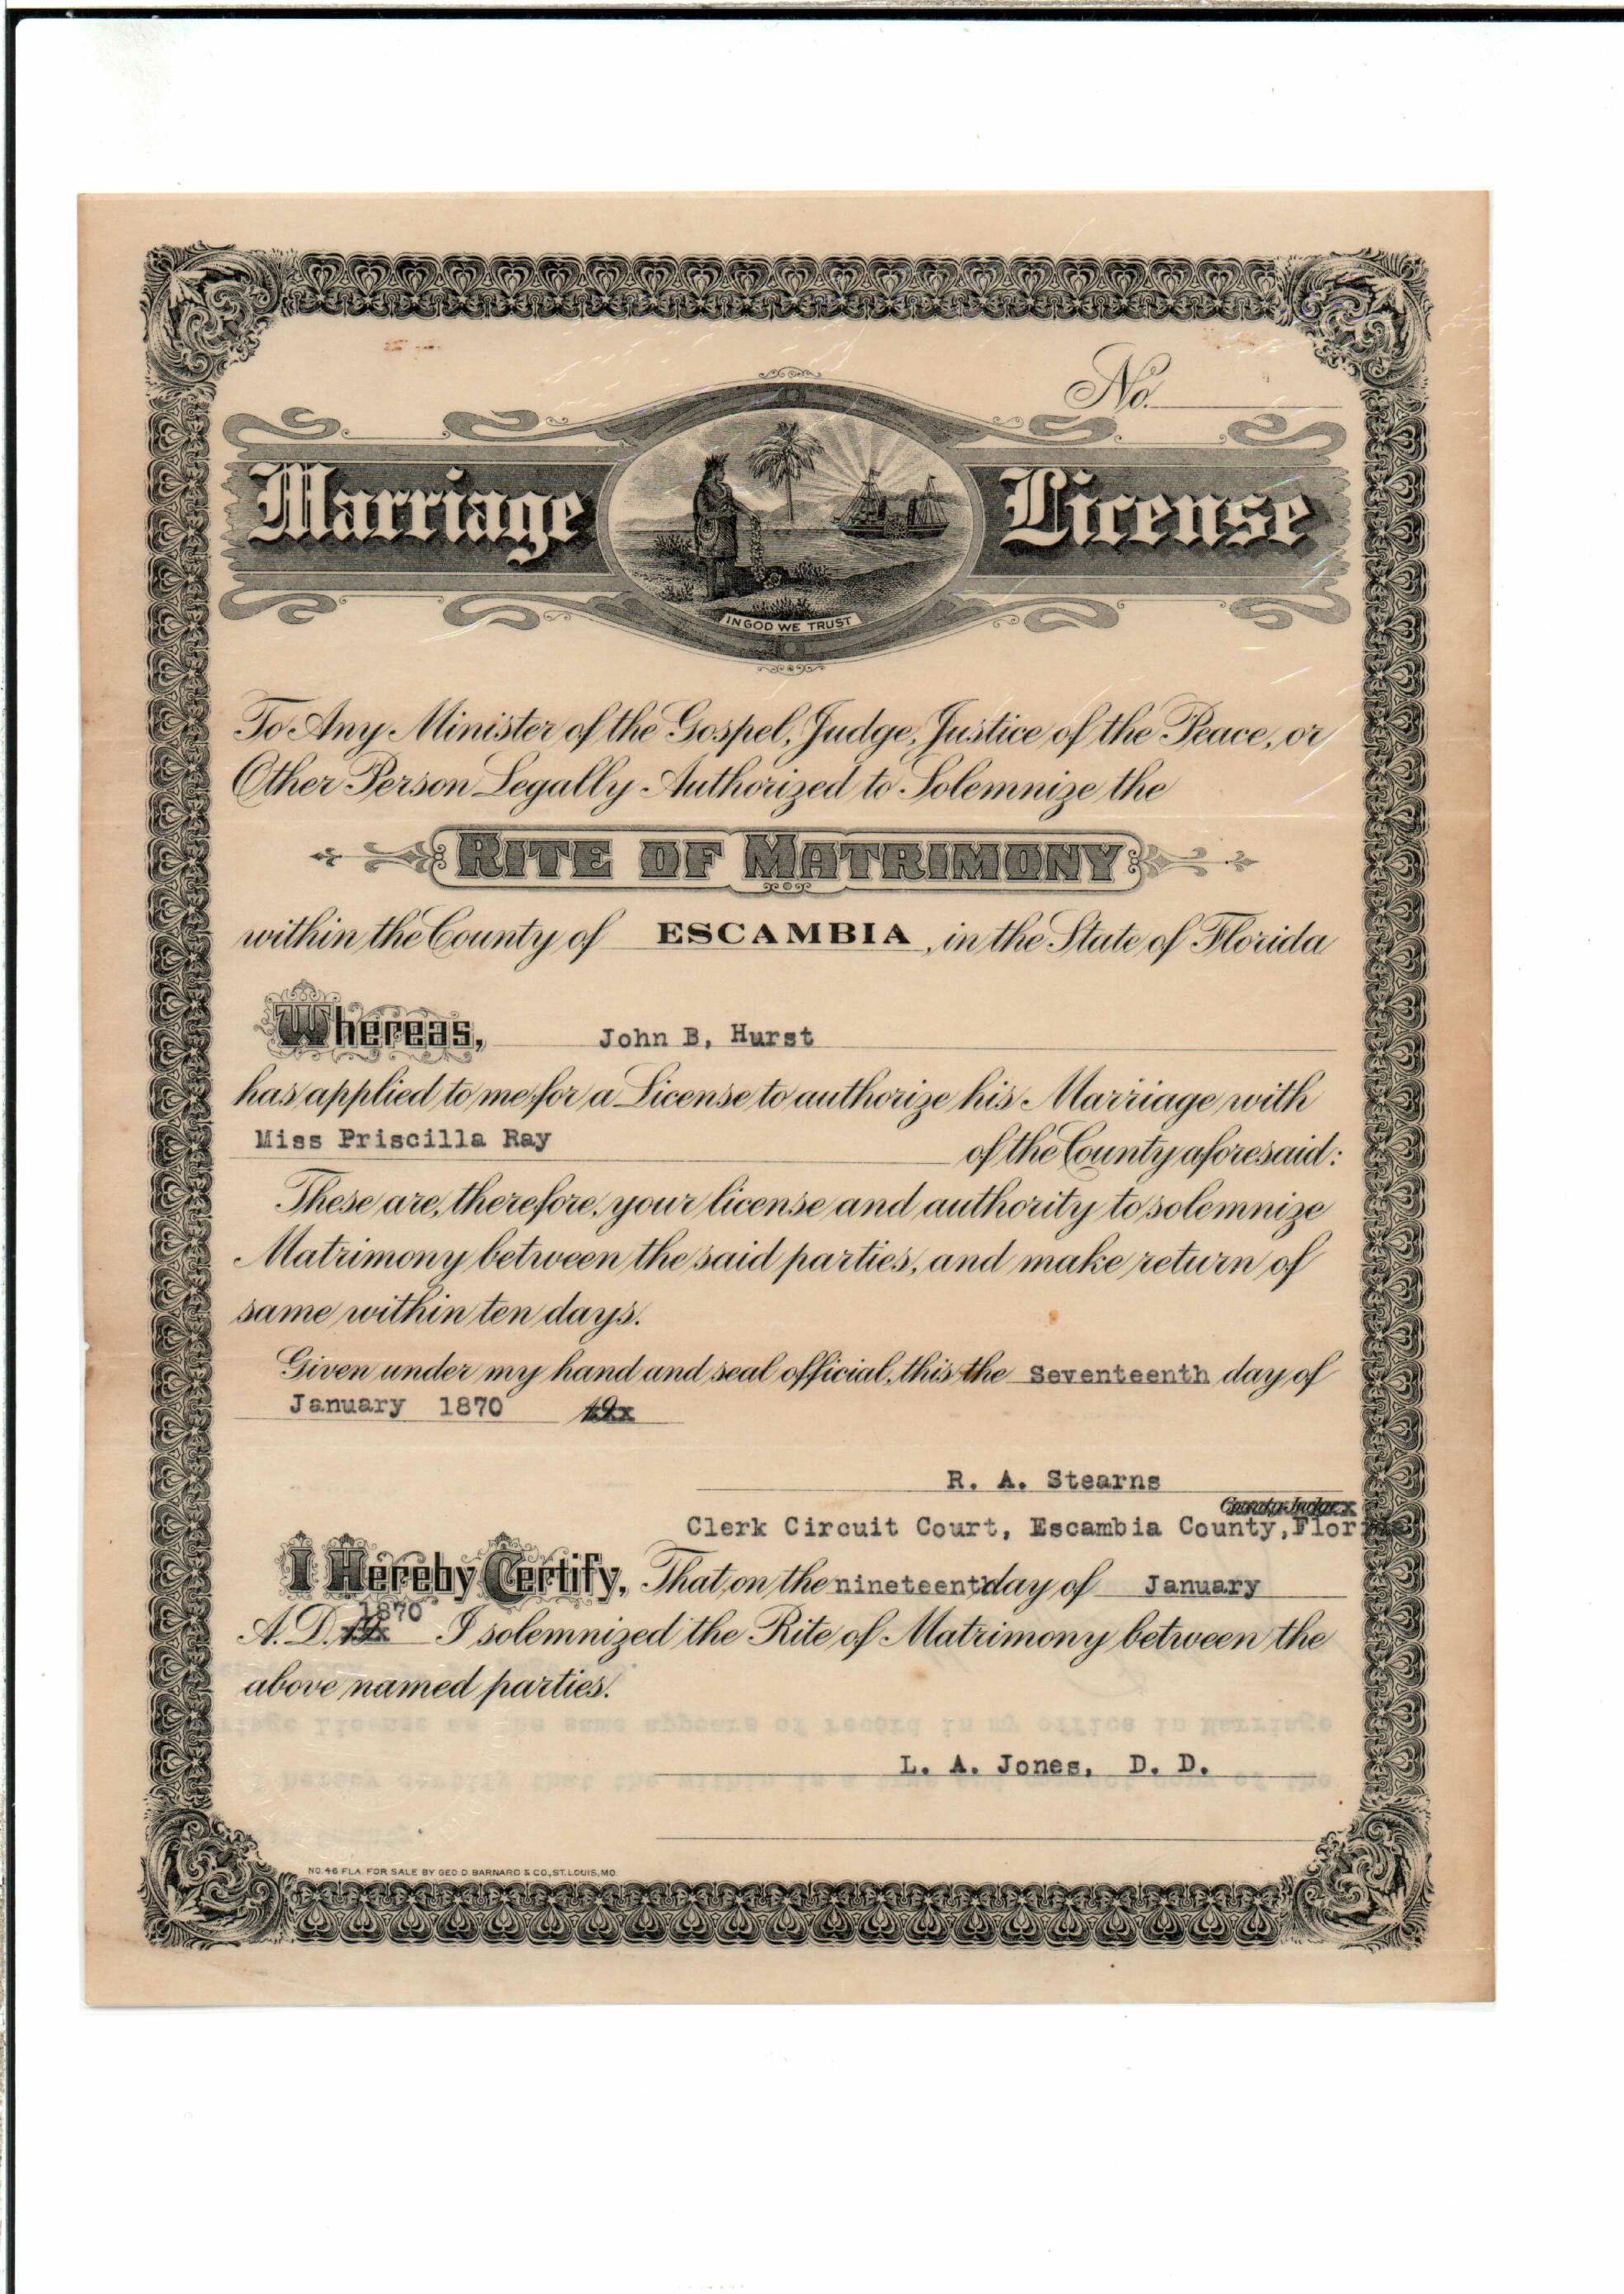 No.
Marriage License
IN GOD WE TRUST
To Any Minister of the Gospel, Judge, Justice of the Peace, or
Other Person Legally Authorized to Solemnize the
RITE OF MATRIMONY
within the County of ESCAMBIA, in the State of Florida
Whereas, John B, Hurst
has applied to me for a License to authorize his Marriage with
Miss Priscilla Ray of the County aforesaid:
These are, therefore, your license and authority to solemnize
Matrimony between the said parties, and make return of
same within ten days.
Given under my hand and seal official, this the Seventeenth day of
January 1870 19
R. A. Stearns
County Judge
Clerk Circuit Court, Escambia County, Florida
I Hereby Certify, That on the nineteenth day of January
A.D. 19 1870 I solemnized the Rite of Matrimony between the
above named parties.
L. A. Jones, D. D.
NO. 46 FLA. FOR SALE BY GEO. D. BARNARD & CO., ST. LOUIS, MO.